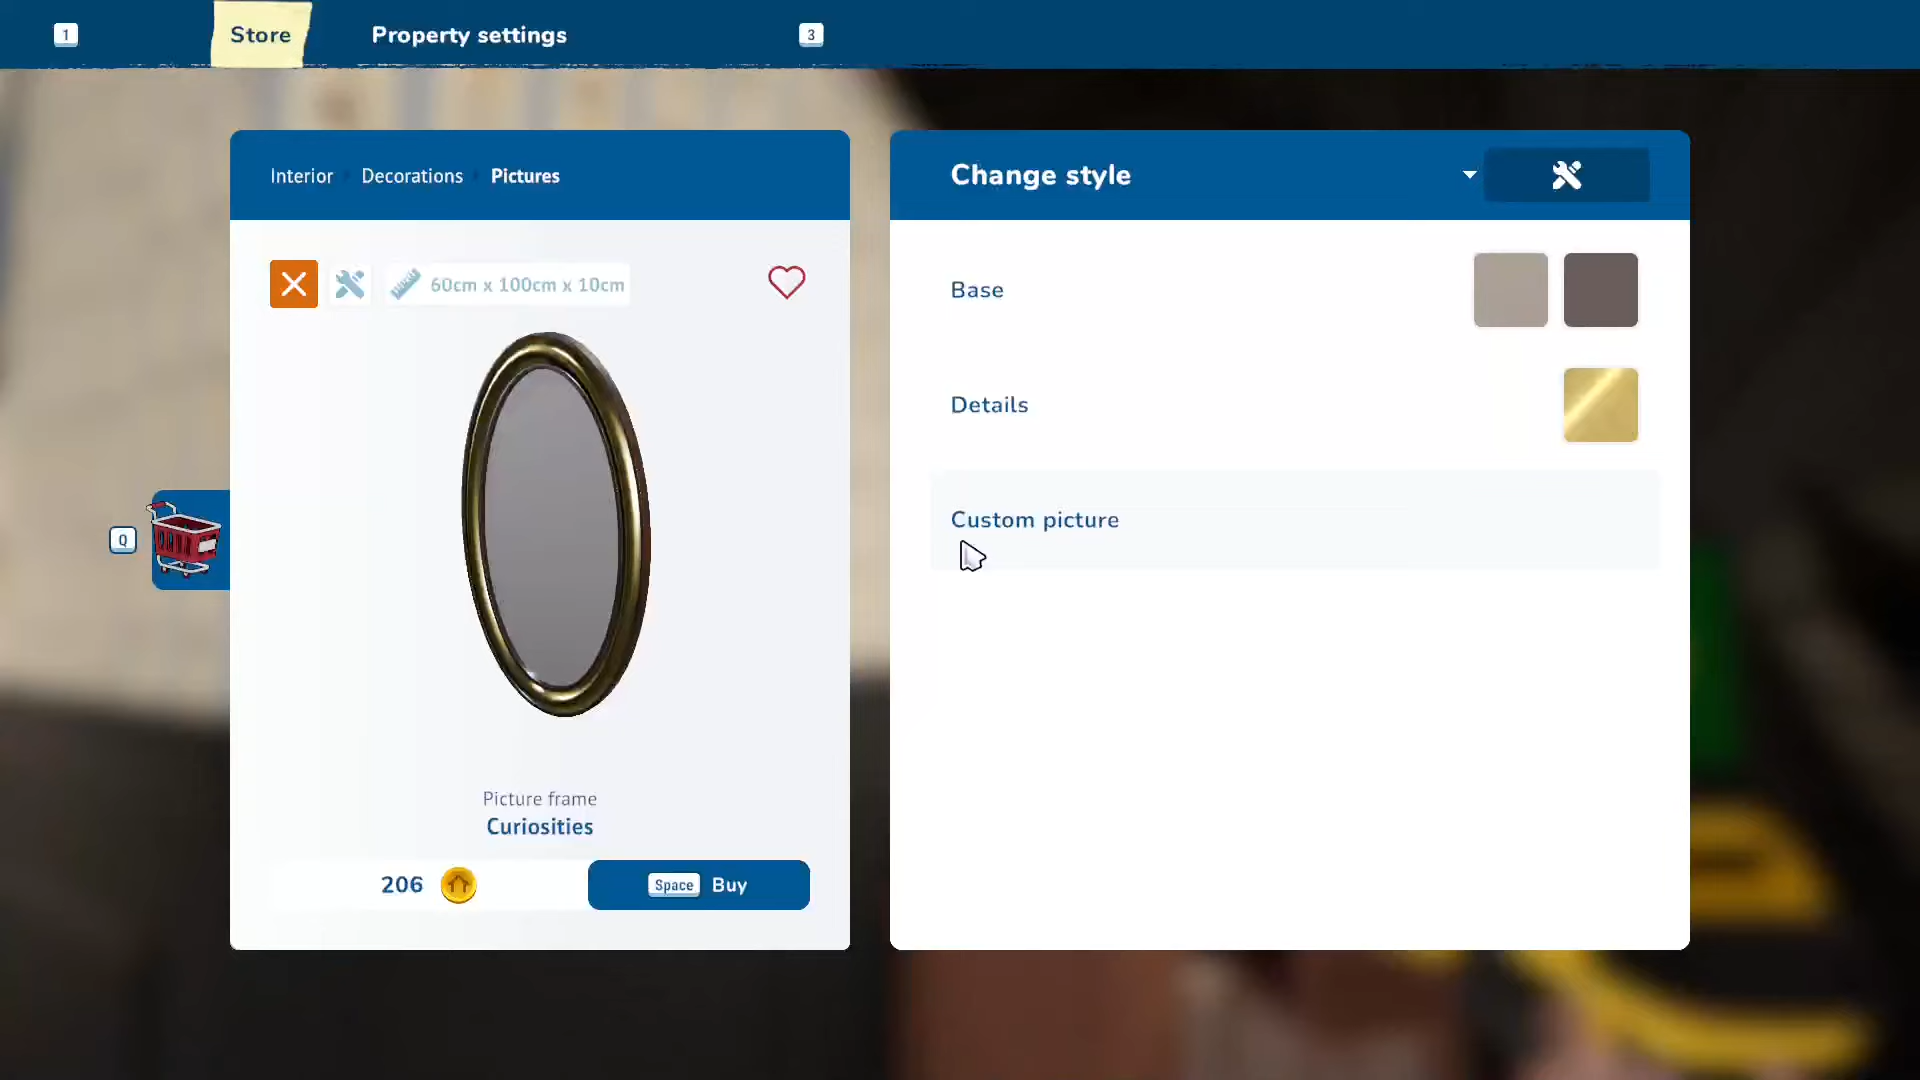 1
Store
Property settings
3
Interior
Decorations
Pictures
60cm x 100cm x 10cm
Picture frame
Curiosities
206
Space
Buy
Q
Change style
Base
Details
Custom picture